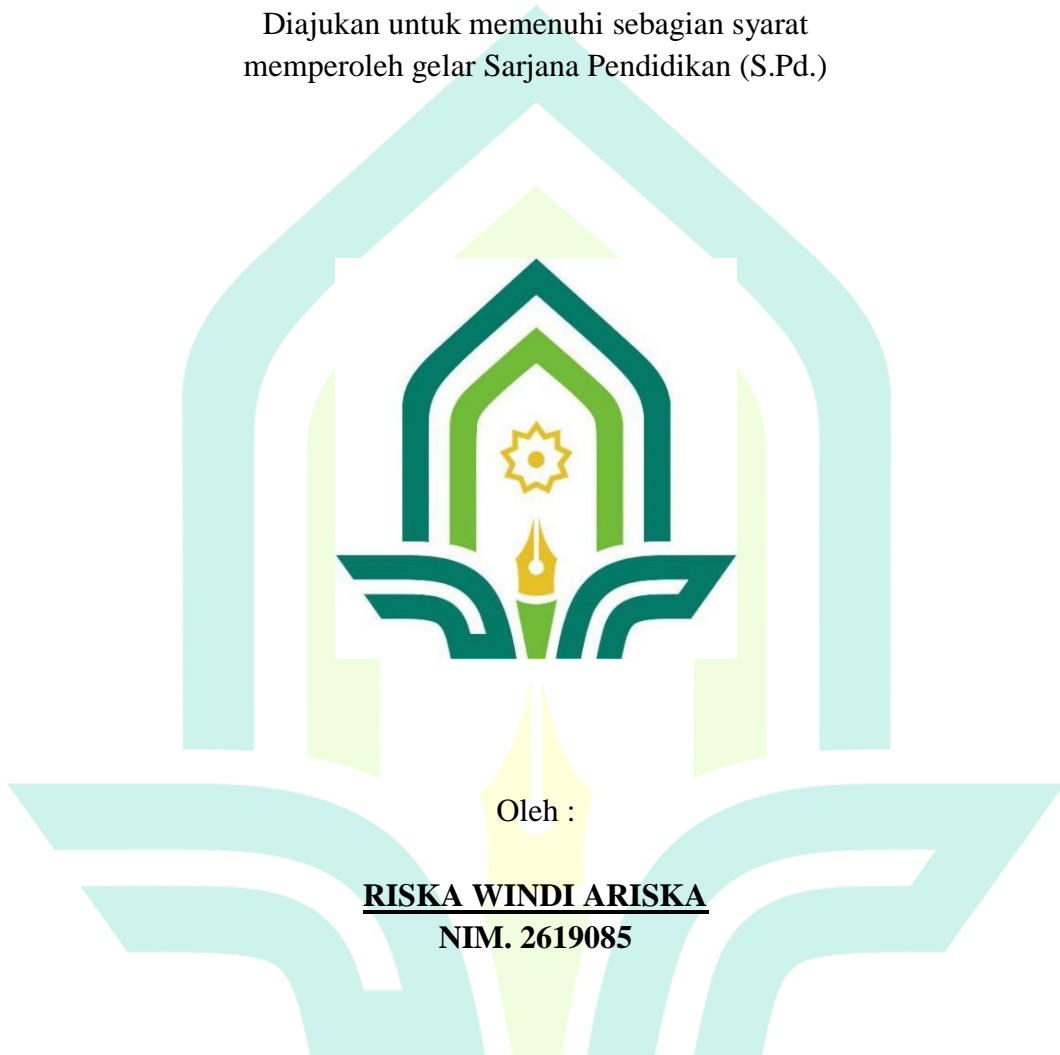 Diajukan untuk memenuhi sebagian syarat
memperoleh gelar Sarjana Pendidikan (S.Pd.)
Oleh :
RISKA WINDI ARISKA
NIM. 2619085